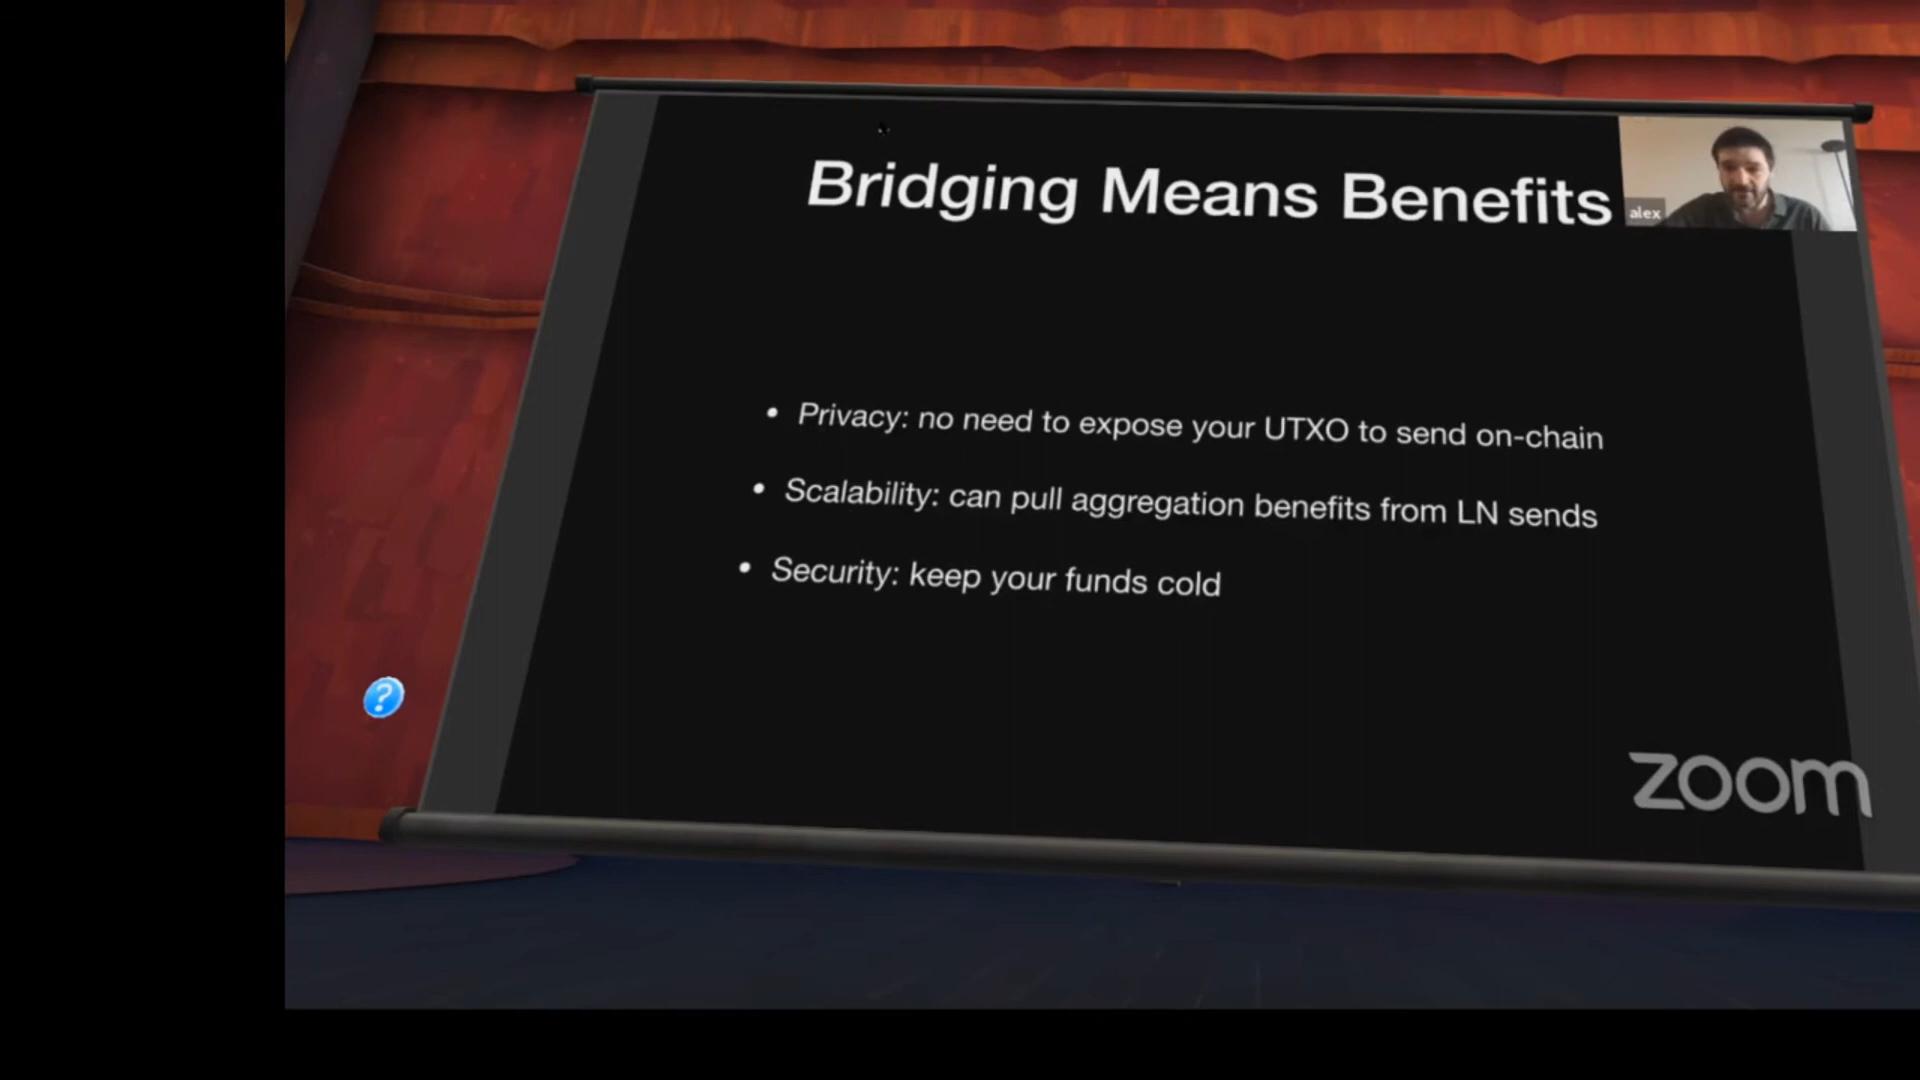 Bridging Means Benefits
alex
• Privacy: no need to expose your UTXO to send on-chain
• Scalability: can pull aggregation benefits from LN sends
• Security: keep your funds cold
?
zoom